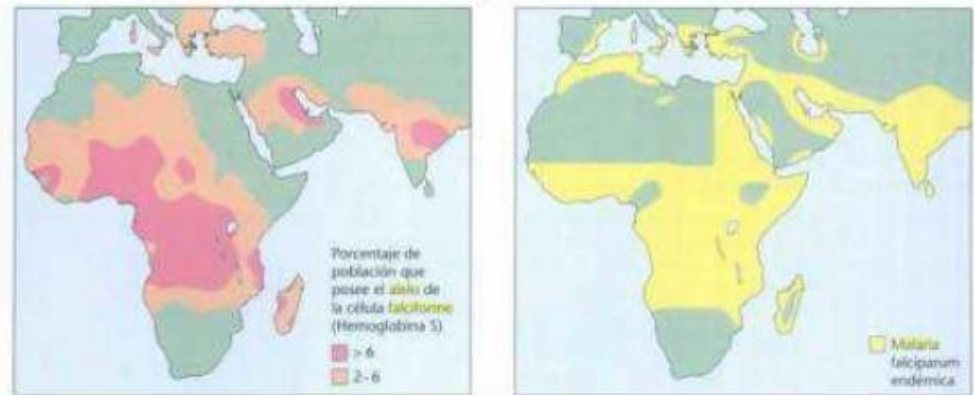 Porcentaje de
población que
posee el alelo de
la célula falciforme
(Hemoglobina S)
> 6
2-6
Malaria
falciparum
endémica